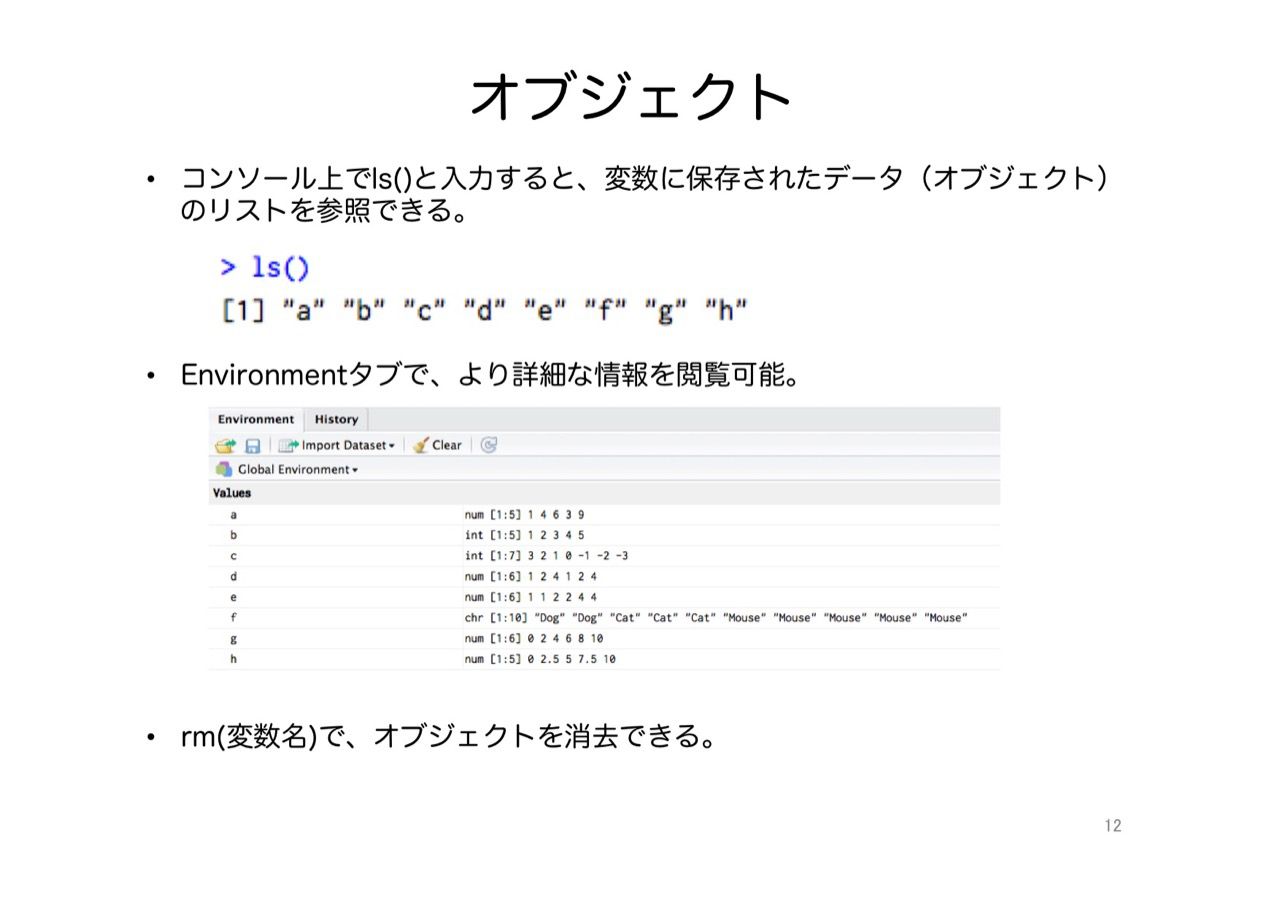 オブジェクト
• コンソール上でls()と入力すると、変数に保存されたデータ（オブジェクト）
のリストを参照できる。
> ls()
[1] "a" "b" "c" "d" "e" "f" "g" "h"
• Environmentタブで、より詳細な情報を閲覧可能。
Environment History
Import Dataset Clear
Global Environment
Values
a num [1:5] 1 4 6 3 9
b int [1:5] 1 2 3 4 5
c int [1:7] 3 2 1 0 -1 -2 -3
d num [1:6] 1 2 4 1 2 4
e num [1:6] 1 1 2 2 4 4
f chr [1:10] "Dog" "Dog" "Cat" "Cat" "Cat" "Mouse" "Mouse" "Mouse" "Mouse" "Mouse"
g num [1:6] 0 2 4 6 8 10
h num [1:5] 0 2.5 5 7.5 10
• rm(変数名)で、オブジェクトを消去できる。
12